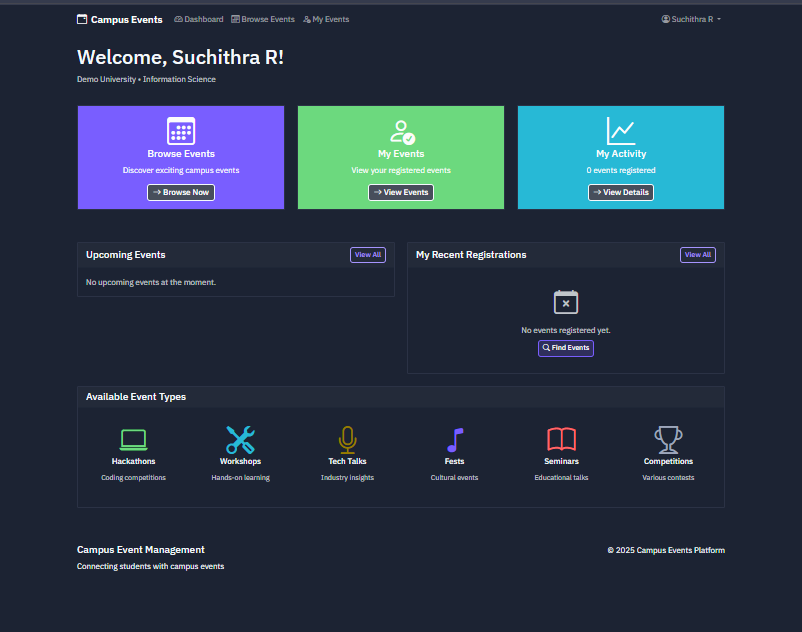 Campus Events Dashboard Browse Events My Events Suchithra R
Welcome, Suchithra R!
Demo University • Information Science
Browse Events
Discover exciting campus events
→ Browse Now
My Events
View your registered events
→ View Events
My Activity
0 events registered
→ View Details
Upcoming Events View All
No upcoming events at the moment.
My Recent Registrations View All
No events registered yet.
Find Events
Available Event Types
Hackathons
Coding competitions
Workshops
Hands-on learning
Tech Talks
Industry insights
Fests
Cultural events
Seminars
Educational talks
Competitions
Various contests
Campus Event Management
Connecting students with campus events
© 2025 Campus Events Platform